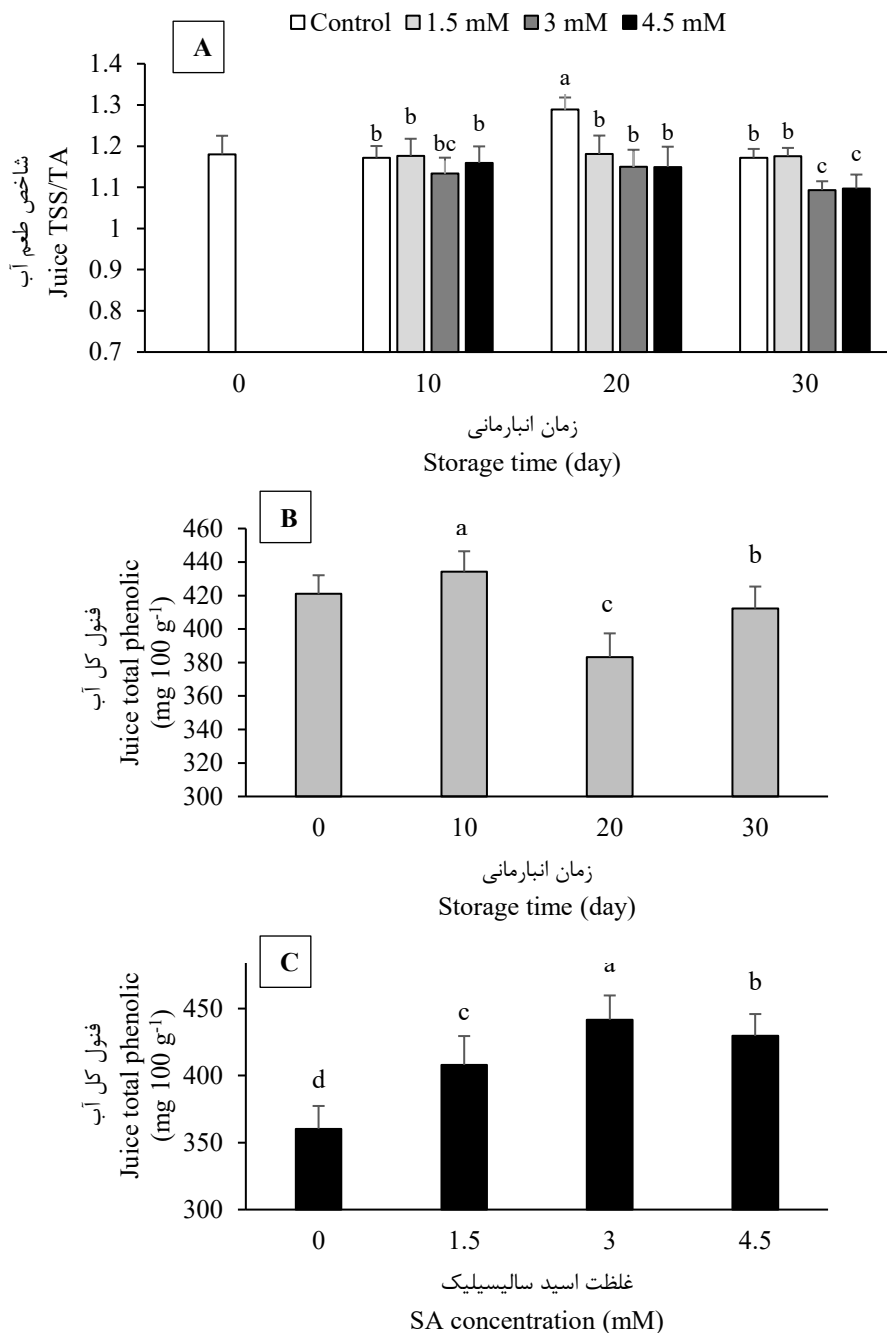 A
Control 1.5 mM 3 mM 4.5 mM
شاخص طعم آب
Juice TSS/TA
1.4
1.3
1.2
1.1
1
0.9
0.8
0.7
b b bc b
a b b b
b b c c
0 10 20 30
زمان انبارمانی
Storage time (day)
B
فنول کل آب
Juice total phenolic
(mg 100 g⁻¹)
460
440
420
400
380
360
340
320
300
a c b
0 10 20 30
زمان انبارمانی
Storage time (day)
C
فنول کل آب
Juice total phenolic
(mg 100 g⁻¹)
450
400
350
300
d c a b
0 1.5 3 4.5
غلظت اسید سالیسیلیک
SA concentration (mM)